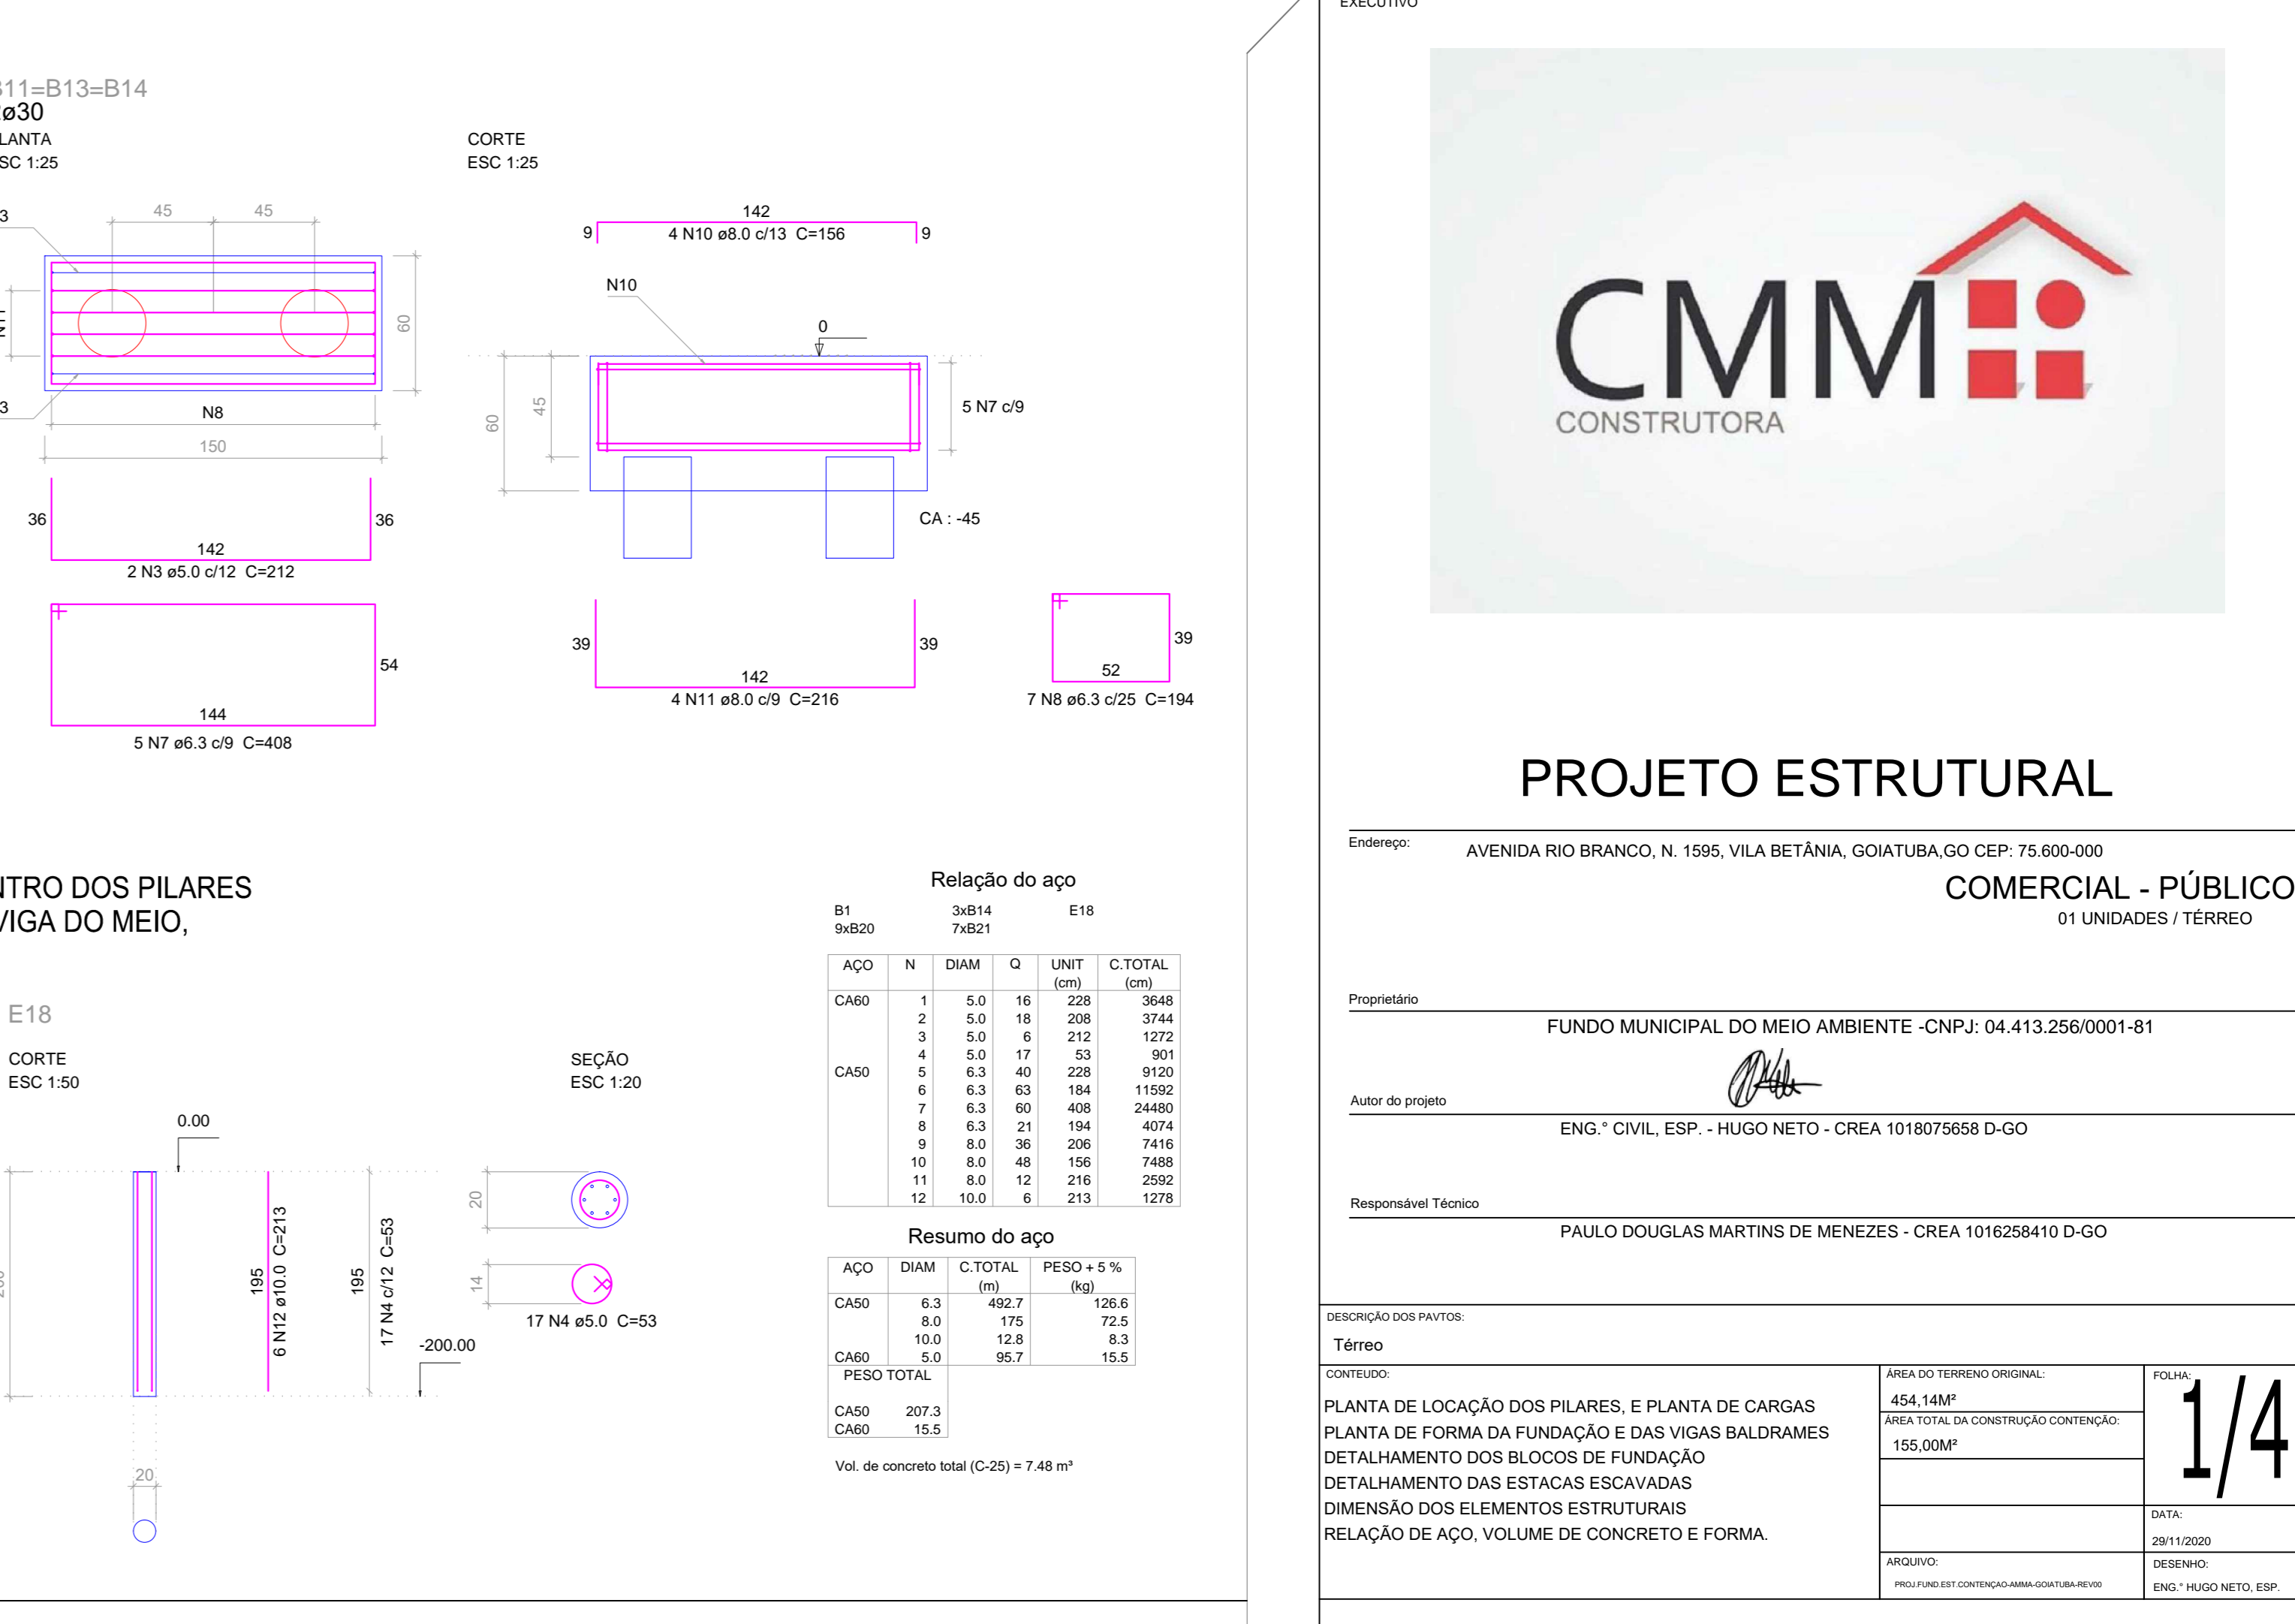 B11=B13=B14
ø30
PLANTA
ESC 1:25
CORTE
ESC 1:25
45
45
60
N8
150
36
36
142
2 N3 ø5.0 c/12 C=212
54
144
5 N7 ø6.3 c/9 C=408
142
9
9
4 N10 ø8.0 c/13 C=156
N10
0
60
45
5 N7 c/9
CA : -45
39
39
142
4 N11 ø8.0 c/9 C=216
39
52
7 N8 ø6.3 c/25 C=194
NTRO DOS PILARES
VIGA DO MEIO,
E18
CORTE
ESC 1:50
SEÇÃO
ESC 1:20
0.00
195
6 N12 ø10.0 C=213
195
17 N4 c/12 C=53
-200.00
20
20
14
17 N4 ø5.0 C=53
Relação do aço
B1 3xB14 E18
9xB20 7xB21
AÇO N DIAM Q UNIT C.TOTAL
(cm) (cm)
CA60 1 5.0 16 228 3648
2 5.0 18 208 3744
3 5.0 6 212 1272
4 5.0 17 53 901
CA50 5 6.3 40 228 9120
6 6.3 63 184 11592
7 6.3 60 408 24480
8 6.3 21 194 4074
9 8.0 36 206 7416
10 8.0 48 156 7488
11 8.0 12 216 2592
12 10.0 6 213 1278
Resumo do aço
AÇO DIAM C.TOTAL PESO + 5 %
(m) (kg)
CA50 6.3 492.7 126.6
8.0 175 72.5
10.0 12.8 8.3
CA60 5.0 95.7 15.5
PESO TOTAL
CA50 207.3
CA60 15.5
Vol. de concreto total (C-25) = 7.48 m³
EXECUTIVO
CMM
CONSTRUTORA
PROJETO ESTRUTURAL
Endereço: AVENIDA RIO BRANCO, N. 1595, VILA BETÂNIA, GOIATUBA,GO CEP: 75.600-000
COMERCIAL - PÚBLICO
01 UNIDADES / TÉRREO
Proprietário
FUNDO MUNICIPAL DO MEIO AMBIENTE -CNPJ: 04.413.256/0001-81
Autor do projeto
ENG.° CIVIL, ESP. - HUGO NETO - CREA 1018075658 D-GO
Responsável Técnico
PAULO DOUGLAS MARTINS DE MENEZES - CREA 1016258410 D-GO
DESCRIÇÃO DOS PAVTOS:
Térreo
CONTEUDO:
PLANTA DE LOCAÇÃO DOS PILARES, E PLANTA DE CARGAS
PLANTA DE FORMA DA FUNDAÇÃO E DAS VIGAS BALDRAMES
DETALHAMENTO DOS BLOCOS DE FUNDAÇÃO
DETALHAMENTO DAS ESTACAS ESCAVADAS
DIMENSÃO DOS ELEMENTOS ESTRUTURAIS
RELAÇÃO DE AÇO, VOLUME DE CONCRETO E FORMA.
ÁREA DO TERRENO ORIGINAL:
454,14M²
ÁREA TOTAL DA CONSTRUÇÃO CONTENÇÃO:
155,00M²
FOLHA:
1/4
DATA:
29/11/2020
ARQUIVO:
PROJ.FUND.EST.CONTENÇAO-AMMA-GOIATUBA-REV00
DESENHO:
ENG.° HUGO NETO, ESP.